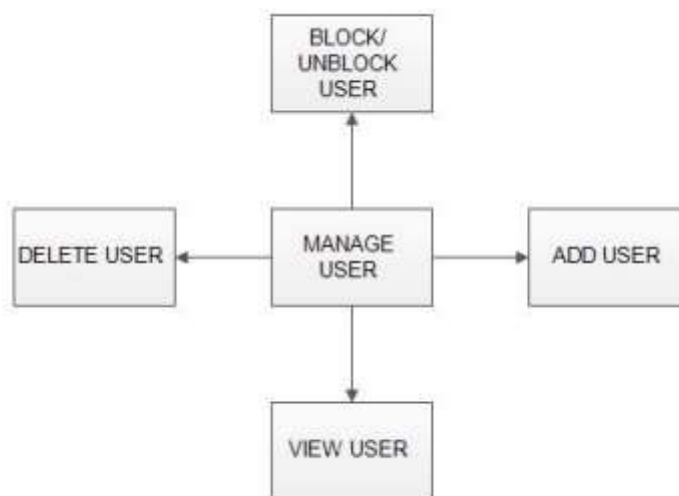 BLOCK/
UNBLOCK
USER
DELETE USER
MANAGE
USER
ADD USER
VIEW USER